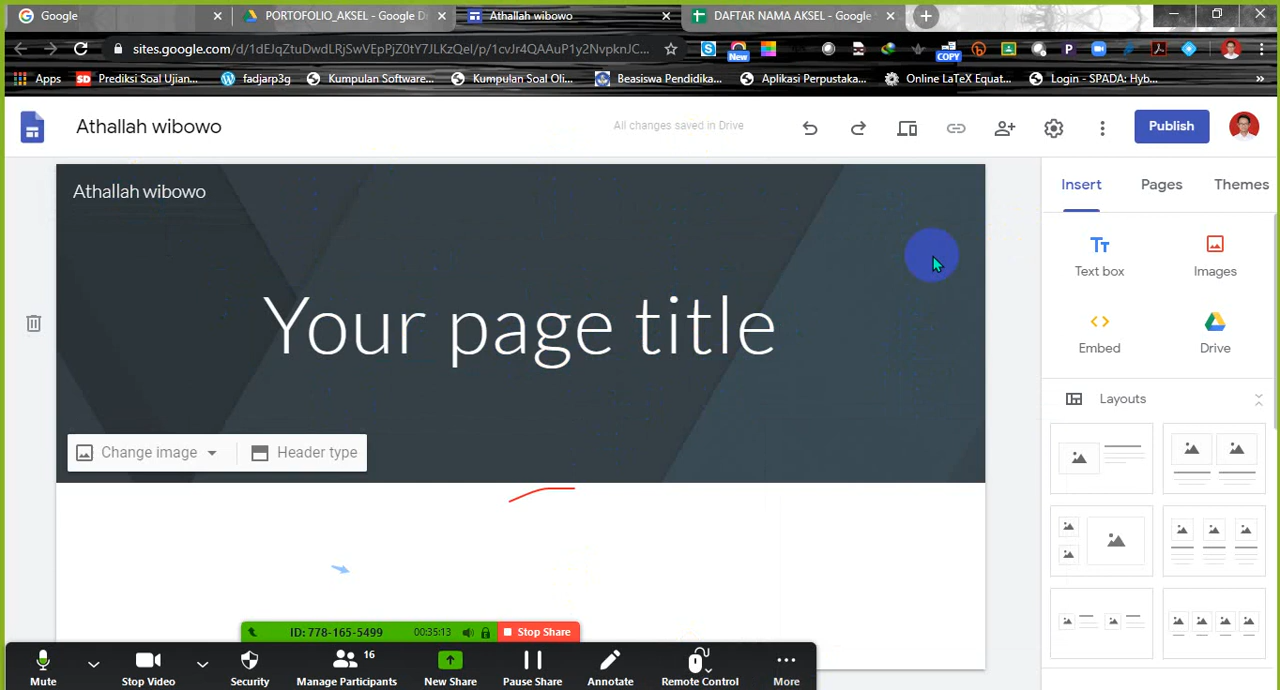 Google
PORTOFOLIO_AKSEL - Google D
Athallah wibowo
DAFTAR NAMA AKSEL - Google
sites.google.com/d/1dEJqZtuDwdLRjSwVEpPjZ0tY7JLKzQeI/p/1cvJr4QAAuP1y2NvpknJC...
New
COPY
Apps
Prediksi Soal Ujian...
fadjarp3g
Kumpulan Software...
Kumpulan Soal Oli...
Beasiswa Pendidika...
Aplikasi Perpustaka...
Online LaTeX Equat...
Login - SPADA: Hyb...
Athallah wibowo
All changes saved in Drive
Publish
Athallah wibowo
Insert
Pages
Themes
Text box
Images
Your page title
Embed
Drive
Layouts
Change image
Header type
ID: 778-165-5499
00:35:13
Stop Share
16
Mute
Stop Video
Security
Manage Participants
New Share
Pause Share
Annotate
Remote Control
More